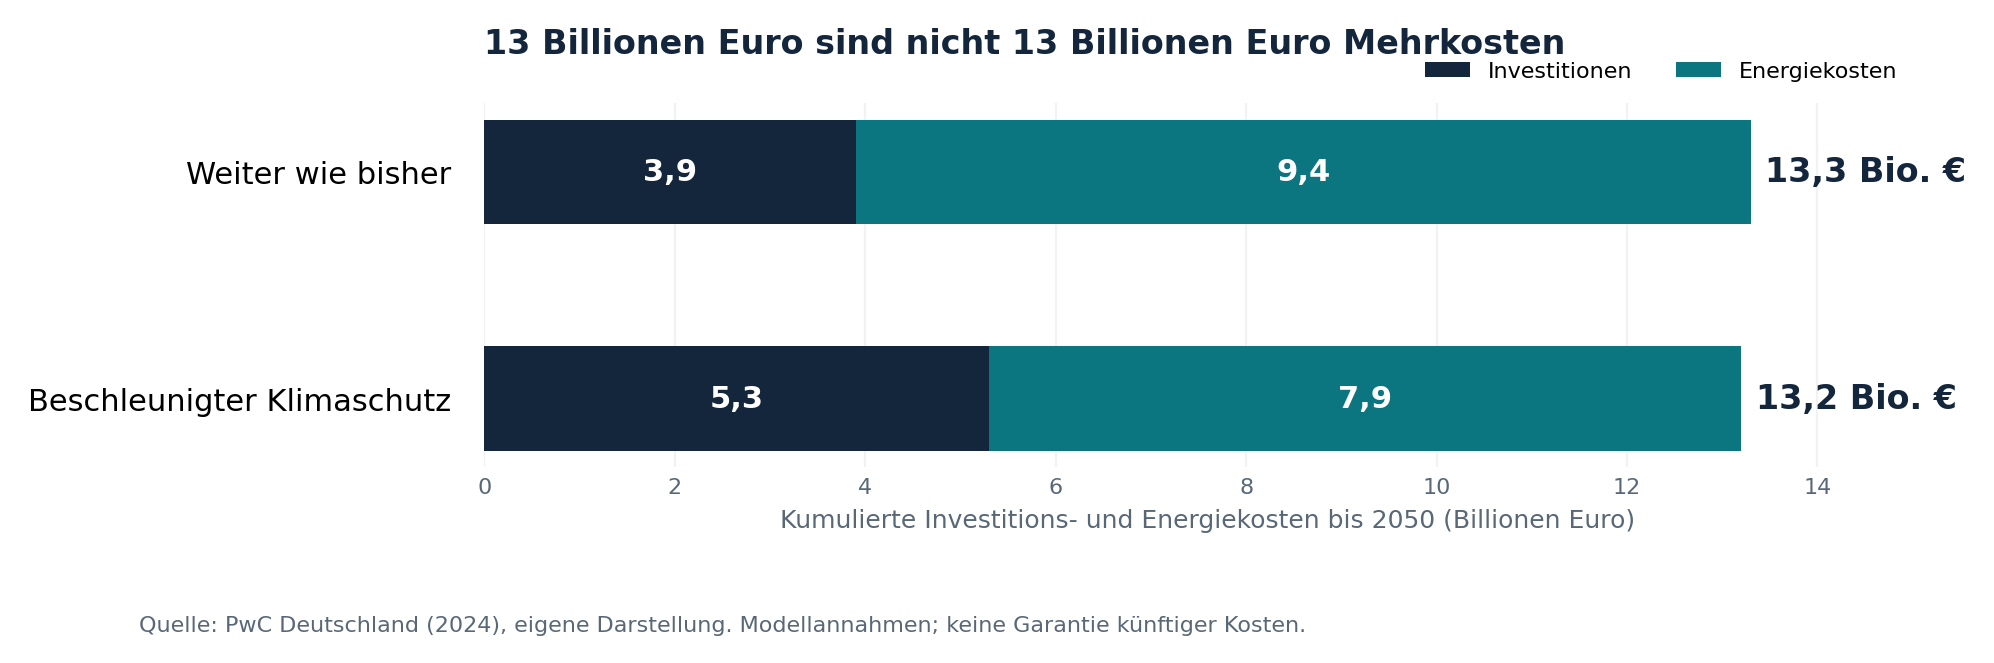 13 Billionen Euro sind nicht 13 Billionen Euro Mehrkosten
Investitionen Energiekosten
Weiter wie bisher 3,9 9,4 13,3 Bio. €
Beschleunigter Klimaschutz 5,3 7,9 13,2 Bio. €
0 2 4 6 8 10 12 14
Kumulierte Investitions- und Energiekosten bis 2050 (Billionen Euro)
Quelle: PwC Deutschland (2024), eigene Darstellung. Modellannahmen; keine Garantie künftiger Kosten.